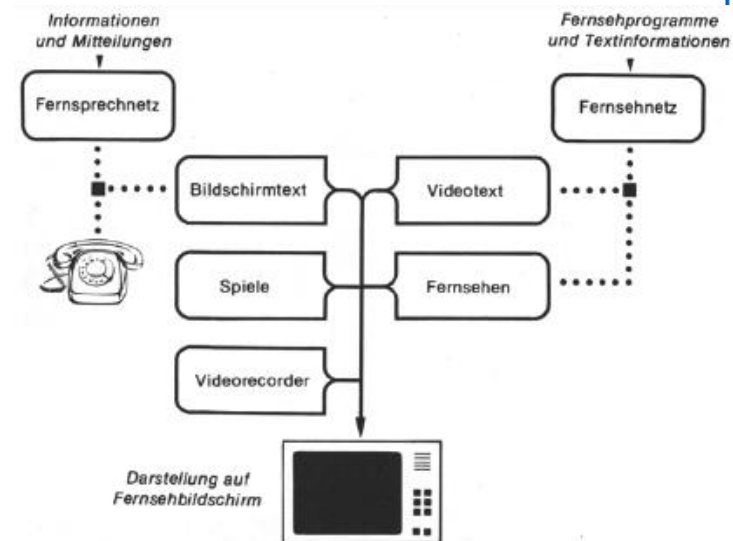 Informationen
und Mitteilungen
Fernsehprogramme
und Textinformationen
Fernsprechnetz
Fernsehnetz
Bildschirmtext
Videotext
Spiele
Fernsehen
Videorecorder
Darstellung auf
Fernsehbildschirm